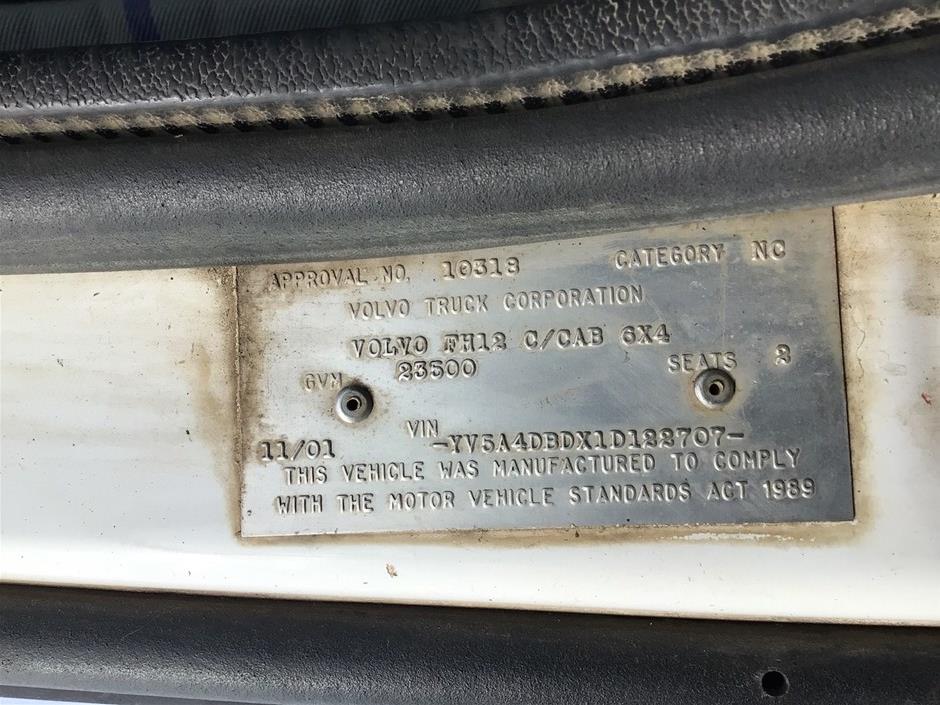 APPROVAL NO. 10313 CATEGORY NC
VOLVO TRUCK CORPORATION
VOLVO FH12 C/CAB 6X4
GVM 23500 SEATS 2
VIN
11/01 -YV5A4DBDX1D122707-
THIS VEHICLE WAS MANUFACTURED TO COMPLY
WITH THE MOTOR VEHICLE STANDARDS ACT 1989